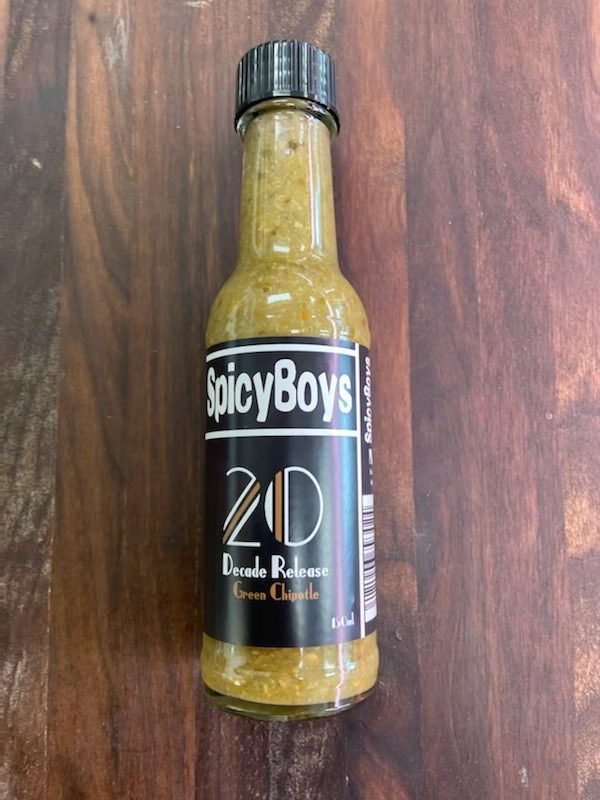 SpicyBoys
20
Decade Release
Green Chipotle
150ml
SpicyBoys